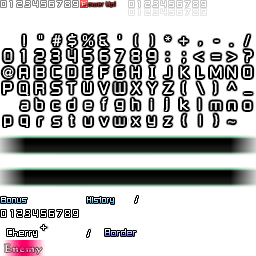 0123456789 Power Up! 0123456789
! " # $ % & ' ( ) * + , - . /
0 1 2 3 4 5 6 7 8 9 : ; < = > ?
@ A B C D E F G H I J K L M N O
P Q R S T U V W X Y Z ( \ ) ^ _
a b c d e f g h i j k l m n o
p q r s t u v w x y z ( | ) ~
Bonus History /
0123456789
Cherry + / Border
Enemy